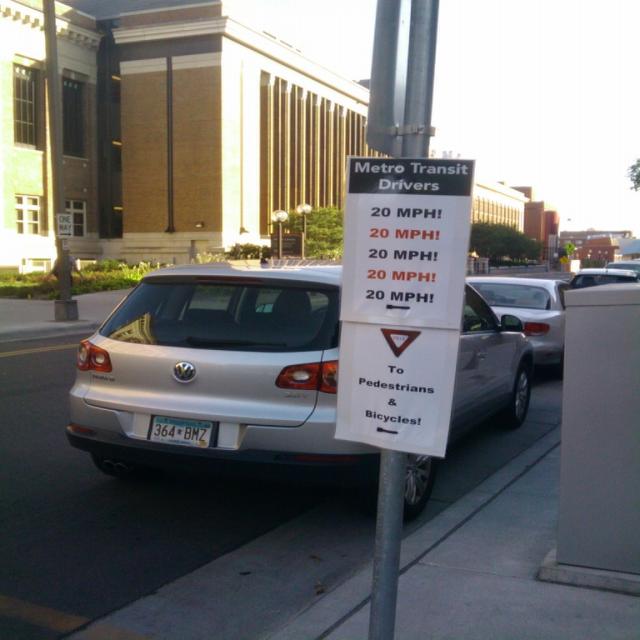 Metro Transit
Drivers
20 MPH!
20 MPH!
20 MPH!
20 MPH!
20 MPH!
To
Pedestrians
&
Bicycles!
ONE
WAY
364 BMZ